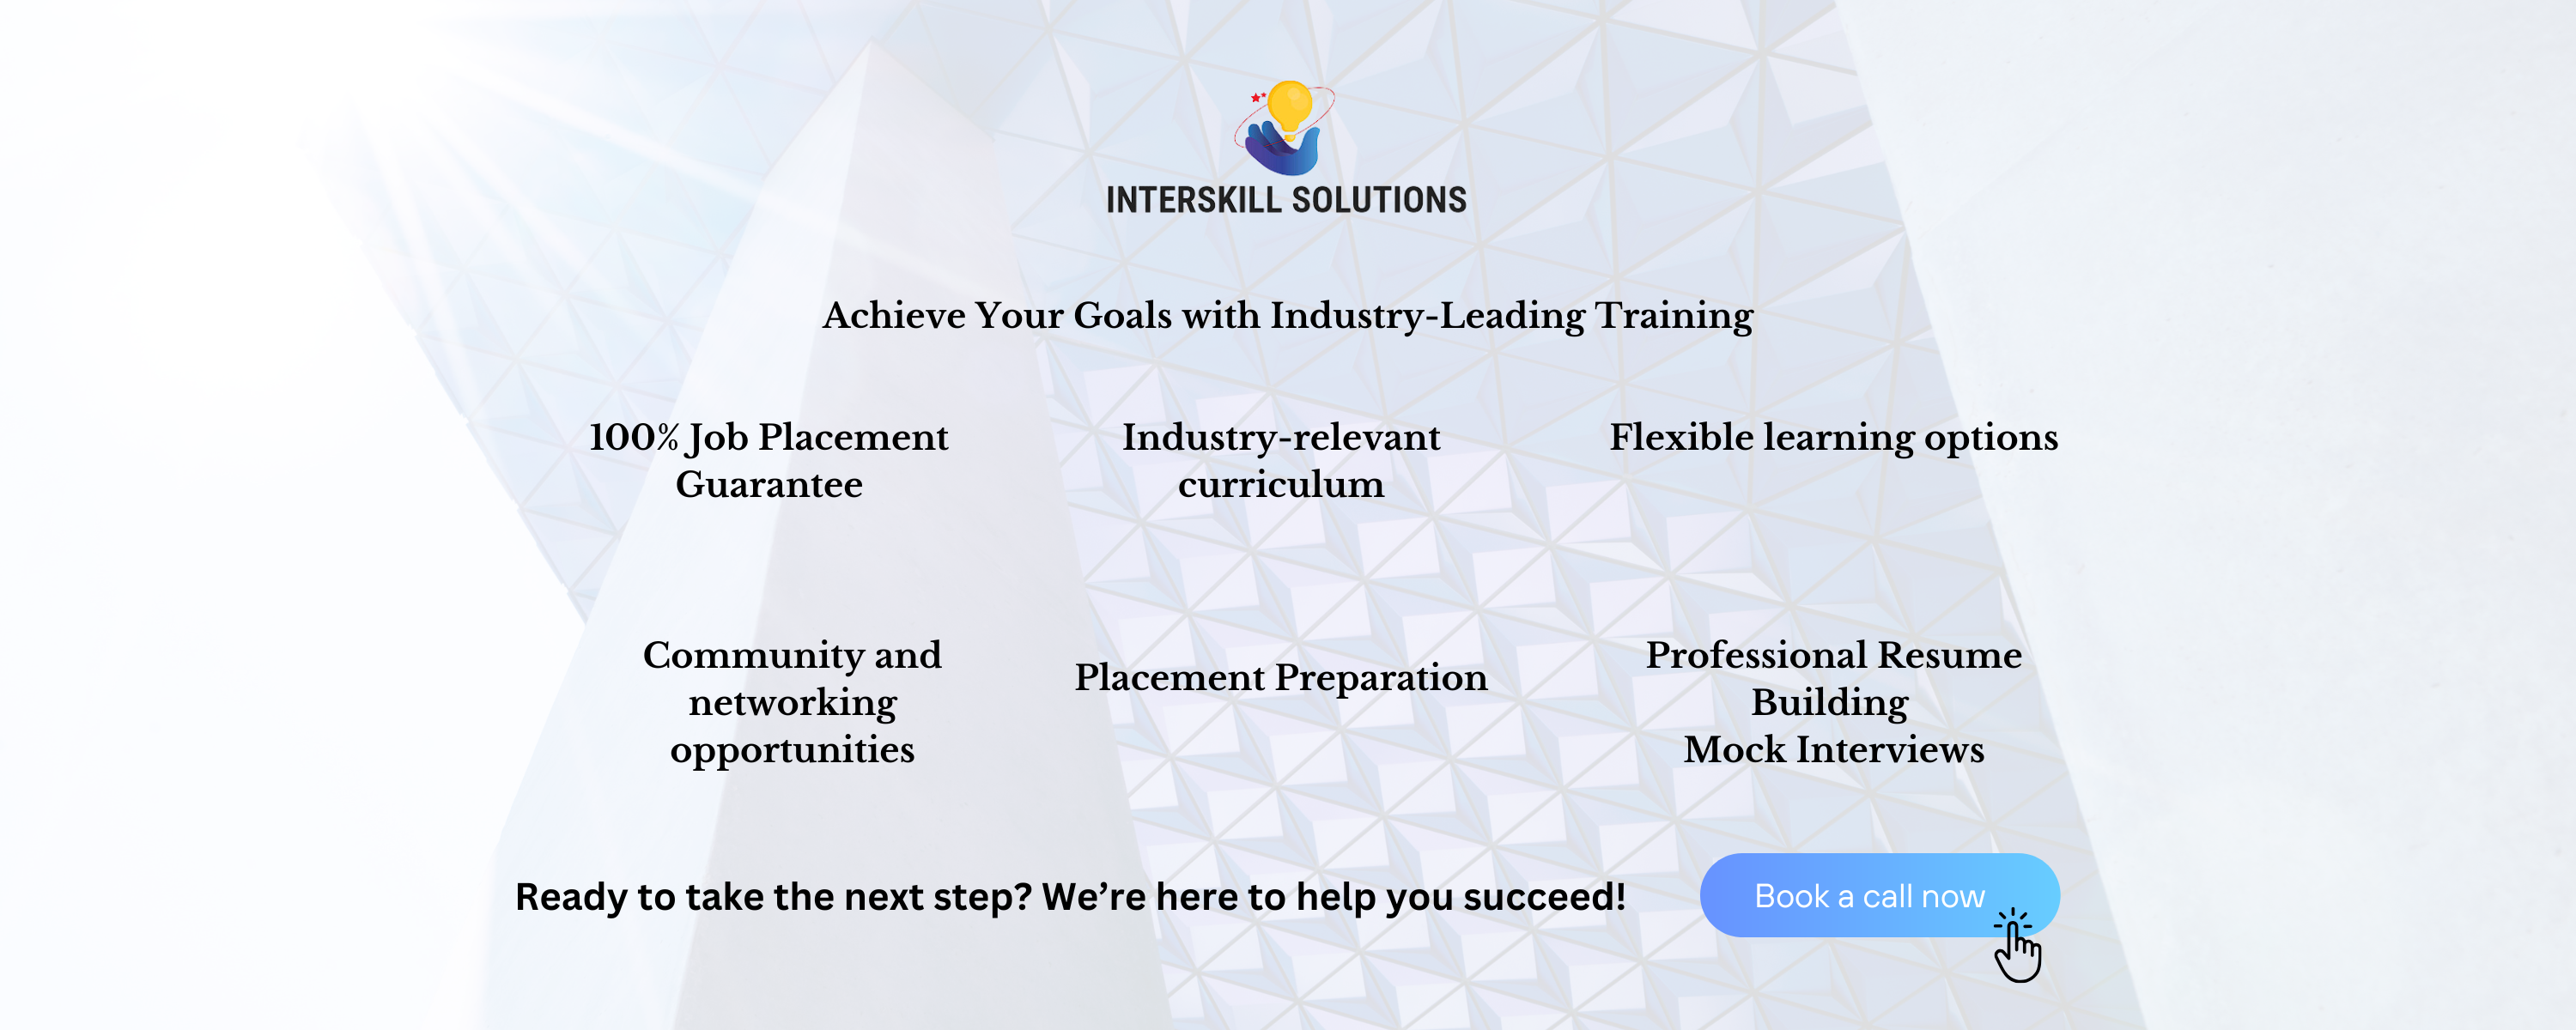 INTERSKILL SOLUTIONS
Achieve Your Goals with Industry-Leading Training
100% Job Placement
Guarantee
Industry-relevant
curriculum
Flexible learning options
Community and
networking
opportunities
Placement Preparation
Professional Resume
Building
Mock Interviews
Ready to take the next step? We’re here to help you succeed!
Book a call now